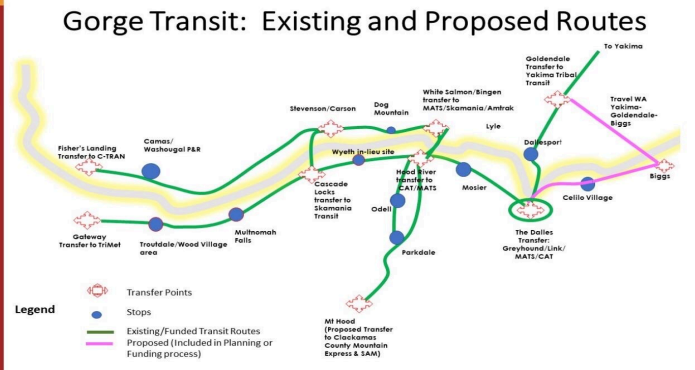 Gorge Transit: Existing and Proposed Routes
To Yakima
Goldendale
Transfer to
Yakima Tribal
Transit
White Salmon/Bingen
transfer to
MATS/Skamania/Amtrak
Travel WA
Yakima-
Goldendale-
Biggs
Stevenson/Carson
Dog
Mountain
Lyle
Fisher's Landing
Transfer to C-TRAN
Camas/
Washougal P&R
Wyeth in-lieu site
Dallesport
Hood River
transfer to
CAT/MATS
Cascade
Locks
transfer to
Skamania
Transit
Mosier
Celilo Village
Biggs
Odell
Gateway
Transfer to TriMet
Troutdale/Wood Village
area
Multnomah
Falls
The Dalles
Transfer:
Greyhound/Link/
MATS/CAT
Parkdale
Mt Hood
(Proposed Transfer
to Clackamas
County Mountain
Express & SAM)
Legend
Transfer Points
Stops
Existing/Funded Transit Routes
Proposed (Included in Planning or
Funding process)